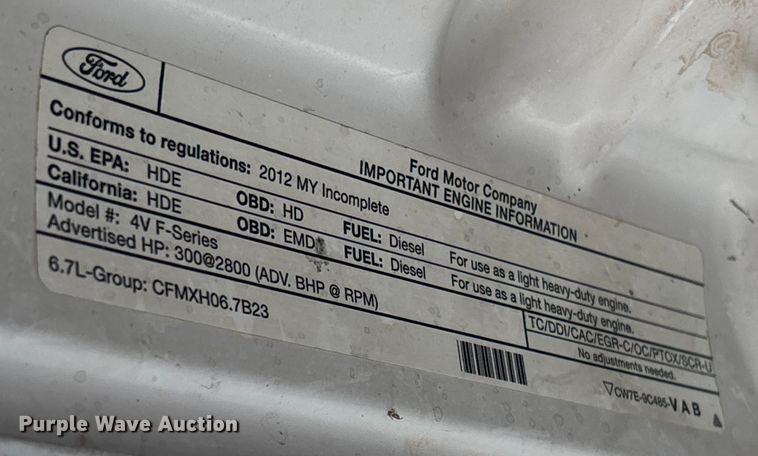 Ford
Ford Motor Company
IMPORTANT ENGINE INFORMATION
Conforms to regulations: 2012 MY Incomplete
U.S. EPA: HDE OBD: HD FUEL: Diesel For use as a light heavy-duty engine.
California: HDE OBD: EMD FUEL: Diesel For use as a light heavy-duty engine.
Model #: 4V F-Series
Advertised HP: 300@2800 (ADV. BHP @ RPM)
TC/DDI/CAC/EGR-C/OC/PTOX/SCR-U
No adjustments needed.
6.7L-Group: CFMXH06.7B23
CW7E-9C485-VAB
Purple Wave Auction